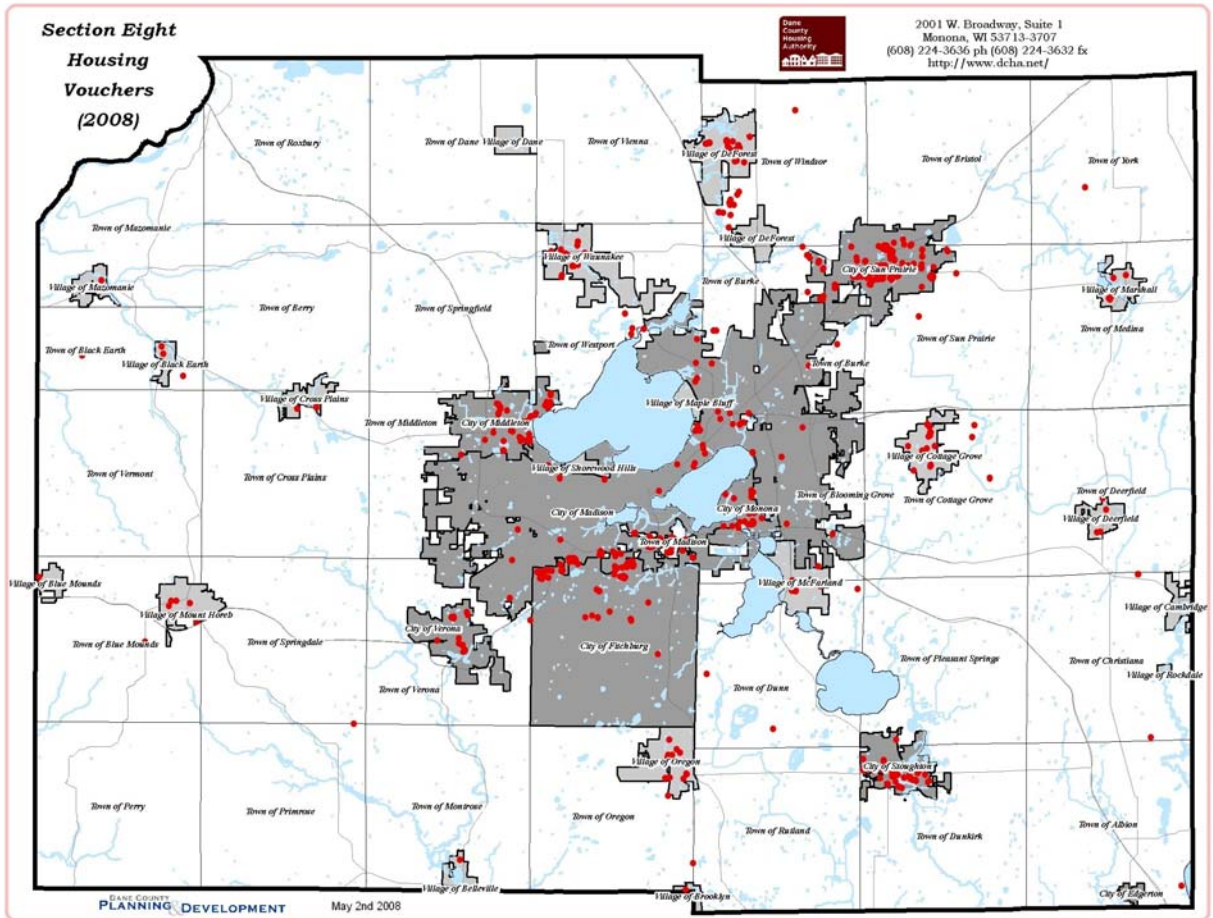 Section Eight
Housing
Vouchers
(2008)
Dane
County
Housing
Authority
2001 W. Broadway, Suite 1
Monona, WI 53713-3707
(608) 224-3636 ph (608) 224-3632 fx
http://www.dcha.net/
Town of Roxbury
Town of Dane
Village of Dane
Town of Vienna
Village of DeForest
Town of Windsor
Town of Bristol
Town of York
Town of Mazomanie
Village of Waunakee
Village of DeForest
City of Sun Prairie
Village of Mazomanie
Town of Berry
Town of Springfield
Town of Burke
Village of Marshall
Town of Medina
Town of Black Earth
Village of Black Earth
Town of Westport
Town of Sun Prairie
Town of Burke
Village of Cross Plains
Town of Middleton
City of Middleton
Village of Maple Bluff
Town of Vermont
Town of Cross Plains
Village of Shorewood Hills
Village of Cottage Grove
Town of Blooming Grove
Town of Cottage Grove
Town of Deerfield
City of Madison
City of Monona
Village of Deerfield
Town of Madison
Village of Blue Mounds
Village of Mount Horeb
Village of McFarland
Village of Cambridge
City of Verona
Town of Blue Mounds
Town of Springdale
City of Fitchburg
Town of Pleasant Springs
Town of Christiana
Village of Rockdale
Town of Verona
Town of Dunn
Village of Oregon
City of Stoughton
Town of Perry
Town of Primrose
Town of Montrose
Town of Oregon
Town of Rutland
Town of Dunkirk
Town of Albion
Village of Belleville
Village of Brooklyn
City of Edgerton
DANE COUNTY
PLANNING & DEVELOPMENT
May 2nd 2008